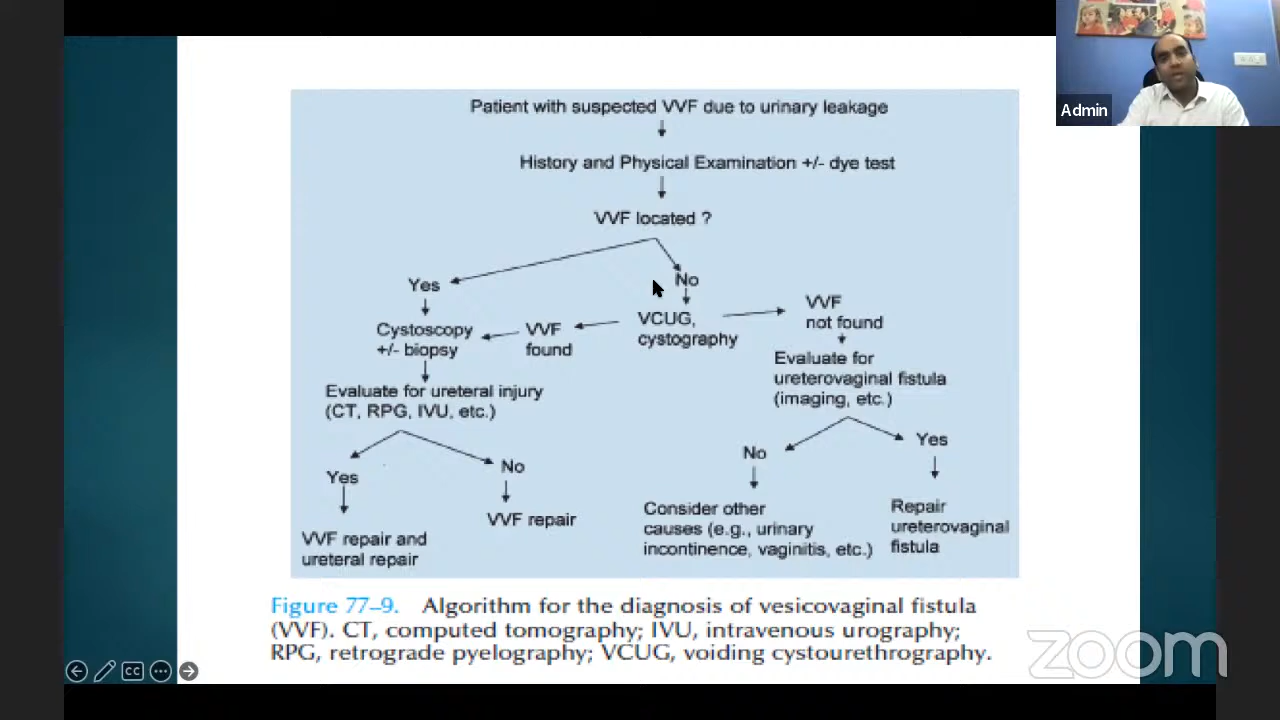 Admin
Patient with suspected VVF due to urinary leakage
History and Physical Examination +/- dye test
VVF located ?
Yes
No
Cystoscopy
+/- biopsy
VVF
found
VCUG,
cystography
VVF
not found
Evaluate for ureteral injury
(CT, RPG, IVU, etc.)
Evaluate for
ureterovaginal fistula
(imaging, etc.)
Yes
No
No
Yes
VVF repair and
ureteral repair
VVF repair
Consider other
causes (e.g., urinary
incontinence, vaginitis, etc.)
Repair
ureterovaginal
fistula
Figure 77–9. Algorithm for the diagnosis of vesicovaginal fistula
(VVF). CT, computed tomography; IVU, intravenous urography;
RPG, retrograde pyelography; VCUG, voiding cystourethrography.
CC
zoom